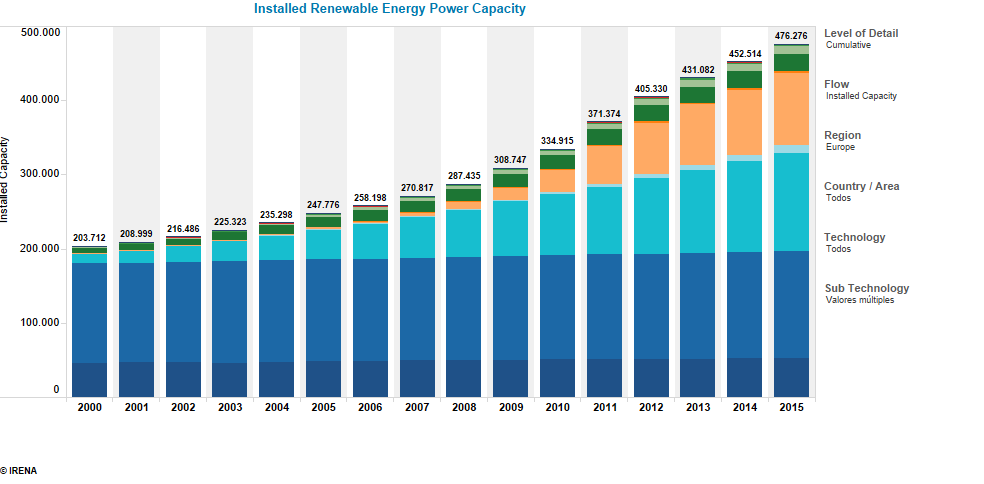 Installed Renewable Energy Power Capacity
500.000
400.000
300.000
200.000
100.000
0
Installed Capacity
203.712
208.999
216.486
225.323
235.298
247.776
258.198
270.817
287.435
308.747
334.915
371.374
405.330
431.082
452.514
476.276
2000 2001 2002 2003 2004 2005 2006 2007 2008 2009 2010 2011 2012 2013 2014 2015
Level of Detail
Cumulative
Flow
Installed Capacity
Region
Europe
Country / Area
Todos
Technology
Todos
Sub Technology
Valores múltiples
© IRENA